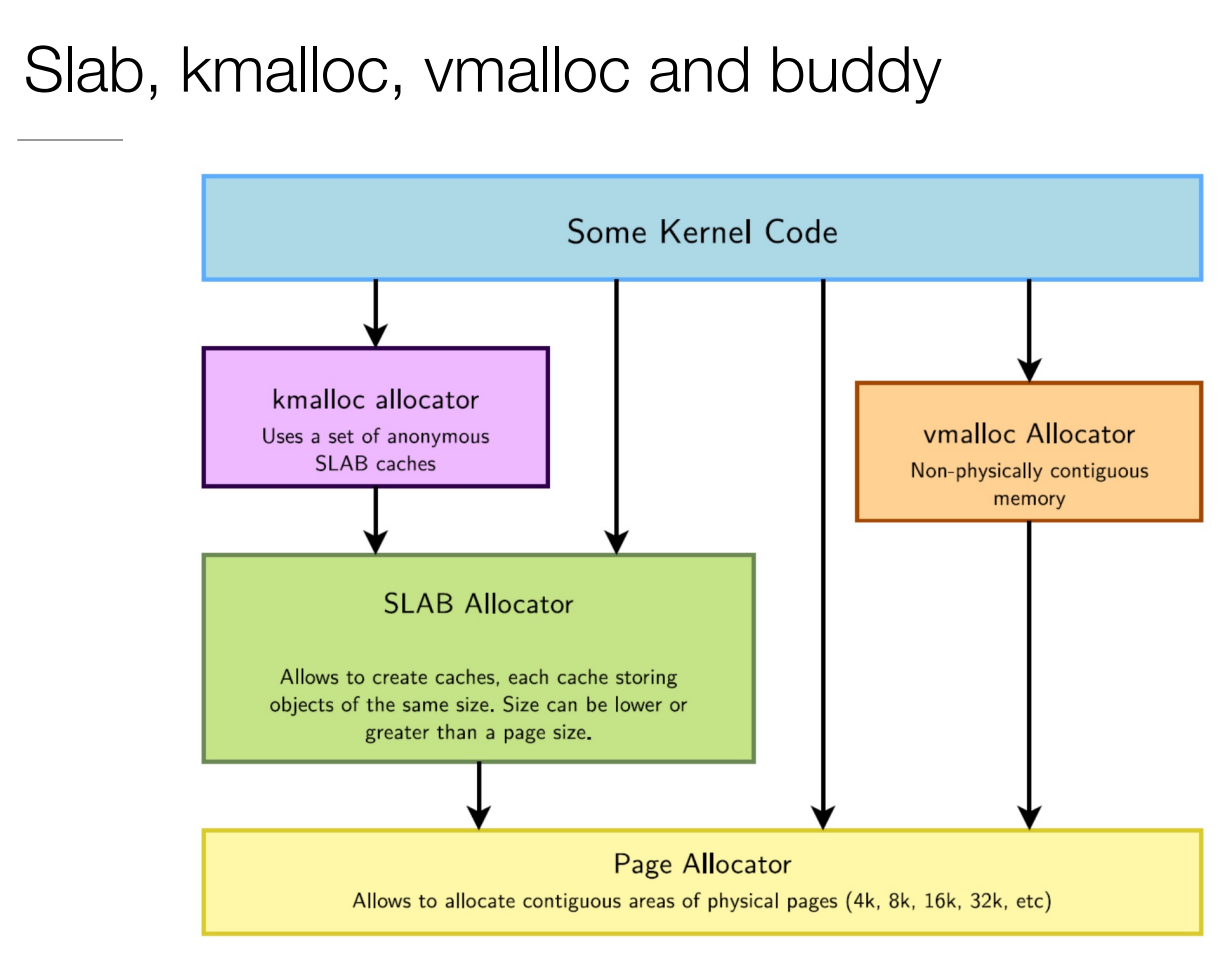 Slab, kmalloc, vmalloc and buddy
Some Kernel Code
kmalloc allocator
Uses a set of anonymous
SLAB caches
vmalloc Allocator
Non-physically contiguous
memory
SLAB Allocator
Allows to create caches, each cache storing
objects of the same size. Size can be lower or
greater than a page size.
Page Allocator
Allows to allocate contiguous areas of physical pages (4k, 8k, 16k, 32k, etc)